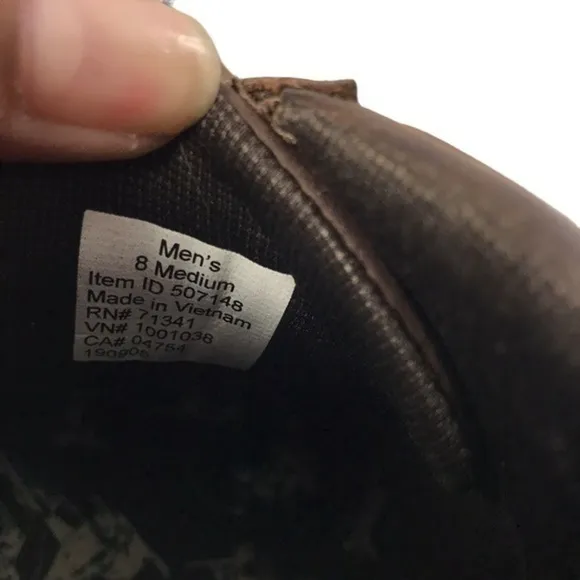 Men's
8 Medium
Item ID 507148
Made in Vietnam
RN# 71341
VN# 1001038
CA# 04754
190905